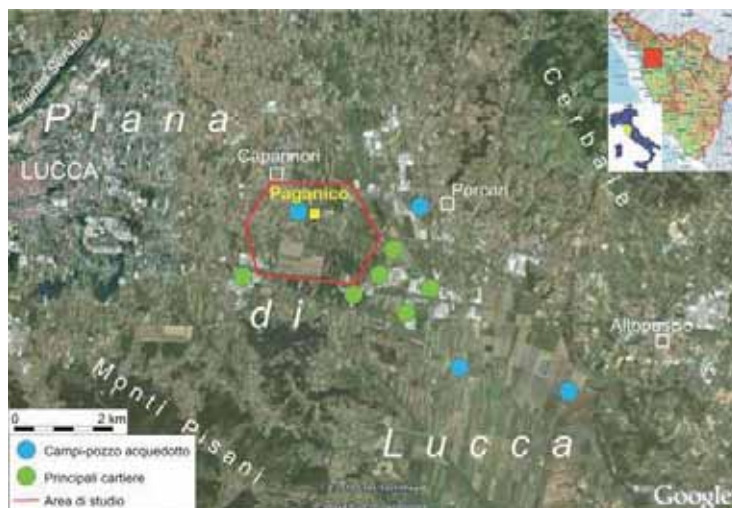 Fiume Serchio
Piana
LUCCA
Capannori
Paganico
Porcari
Cerbaie
Altopascio
di
Monti Pisani
Lucca
0 2 km
Campi-pozzo acquedotto
Principali cartiere
Area di studio
Google